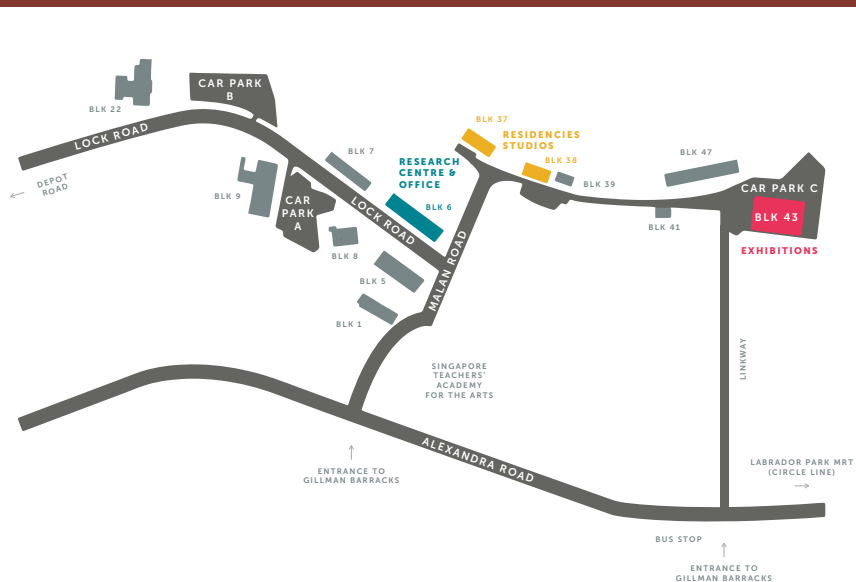 CAR PARK
B
BLK 22
LOCK ROAD
DEPOT
ROAD
BLK 7
BLK 9
CAR
PARK
A
RESEARCH
CENTRE &
OFFICE
BLK 6
LOCK ROAD
BLK 8
BLK 5
BLK 1
MALAN ROAD
BLK 37
RESIDENCIES
STUDIOS
BLK 38
BLK 39
BLK 47
CAR PARK C
BLK 41
BLK 43
EXHIBITIONS
LINKWAY
SINGAPORE
TEACHERS'
ACADEMY
FOR THE ARTS
ALEXANDRA ROAD
ENTRANCE TO
GILLMAN BARRACKS
LABRADOR PARK MRT
(CIRCLE LINE)
BUS STOP
ENTRANCE TO
GILLMAN BARRACKS